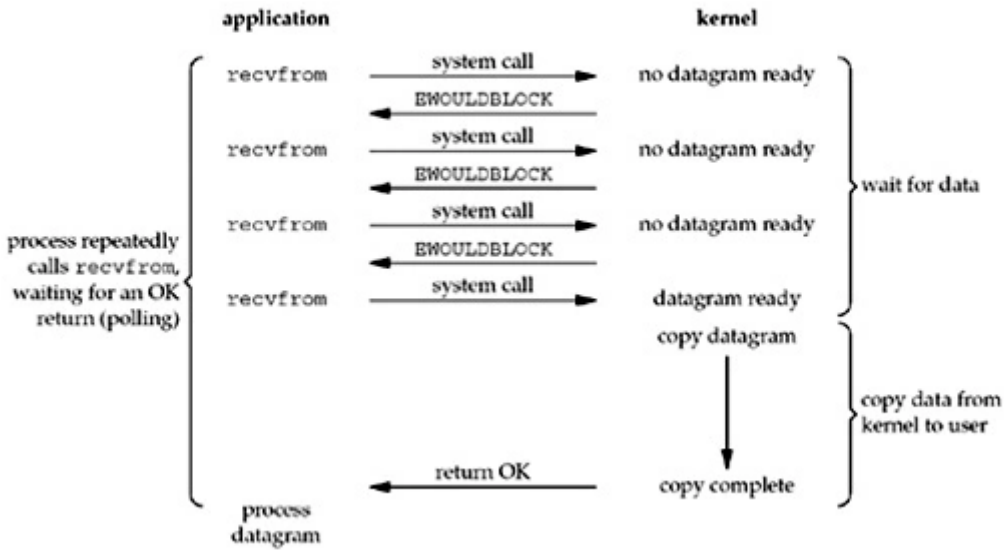 application kernel
recvfrom system call no datagram ready
EWOULDBLOCK
recvfrom system call no datagram ready
EWOULDBLOCK
wait for data
recvfrom system call no datagram ready
process repeatedly
calls recvfrom,
waiting for an OK
return (polling)
EWOULDBLOCK
recvfrom system call datagram ready
copy datagram
copy data from
kernel to user
return OK copy complete
process
datagram